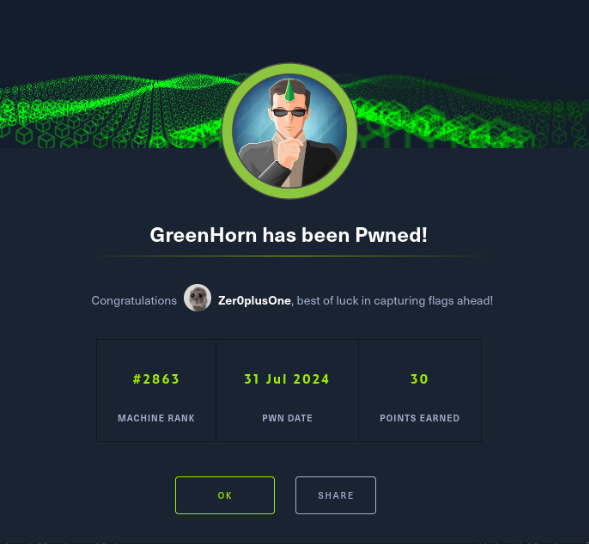 GreenHorn has been Pwned!
Congratulations Zer0plusOne, best of luck in capturing flags ahead!
#2863 31 Jul 2024 30
MACHINE RANK PWN DATE POINTS EARNED
OK SHARE